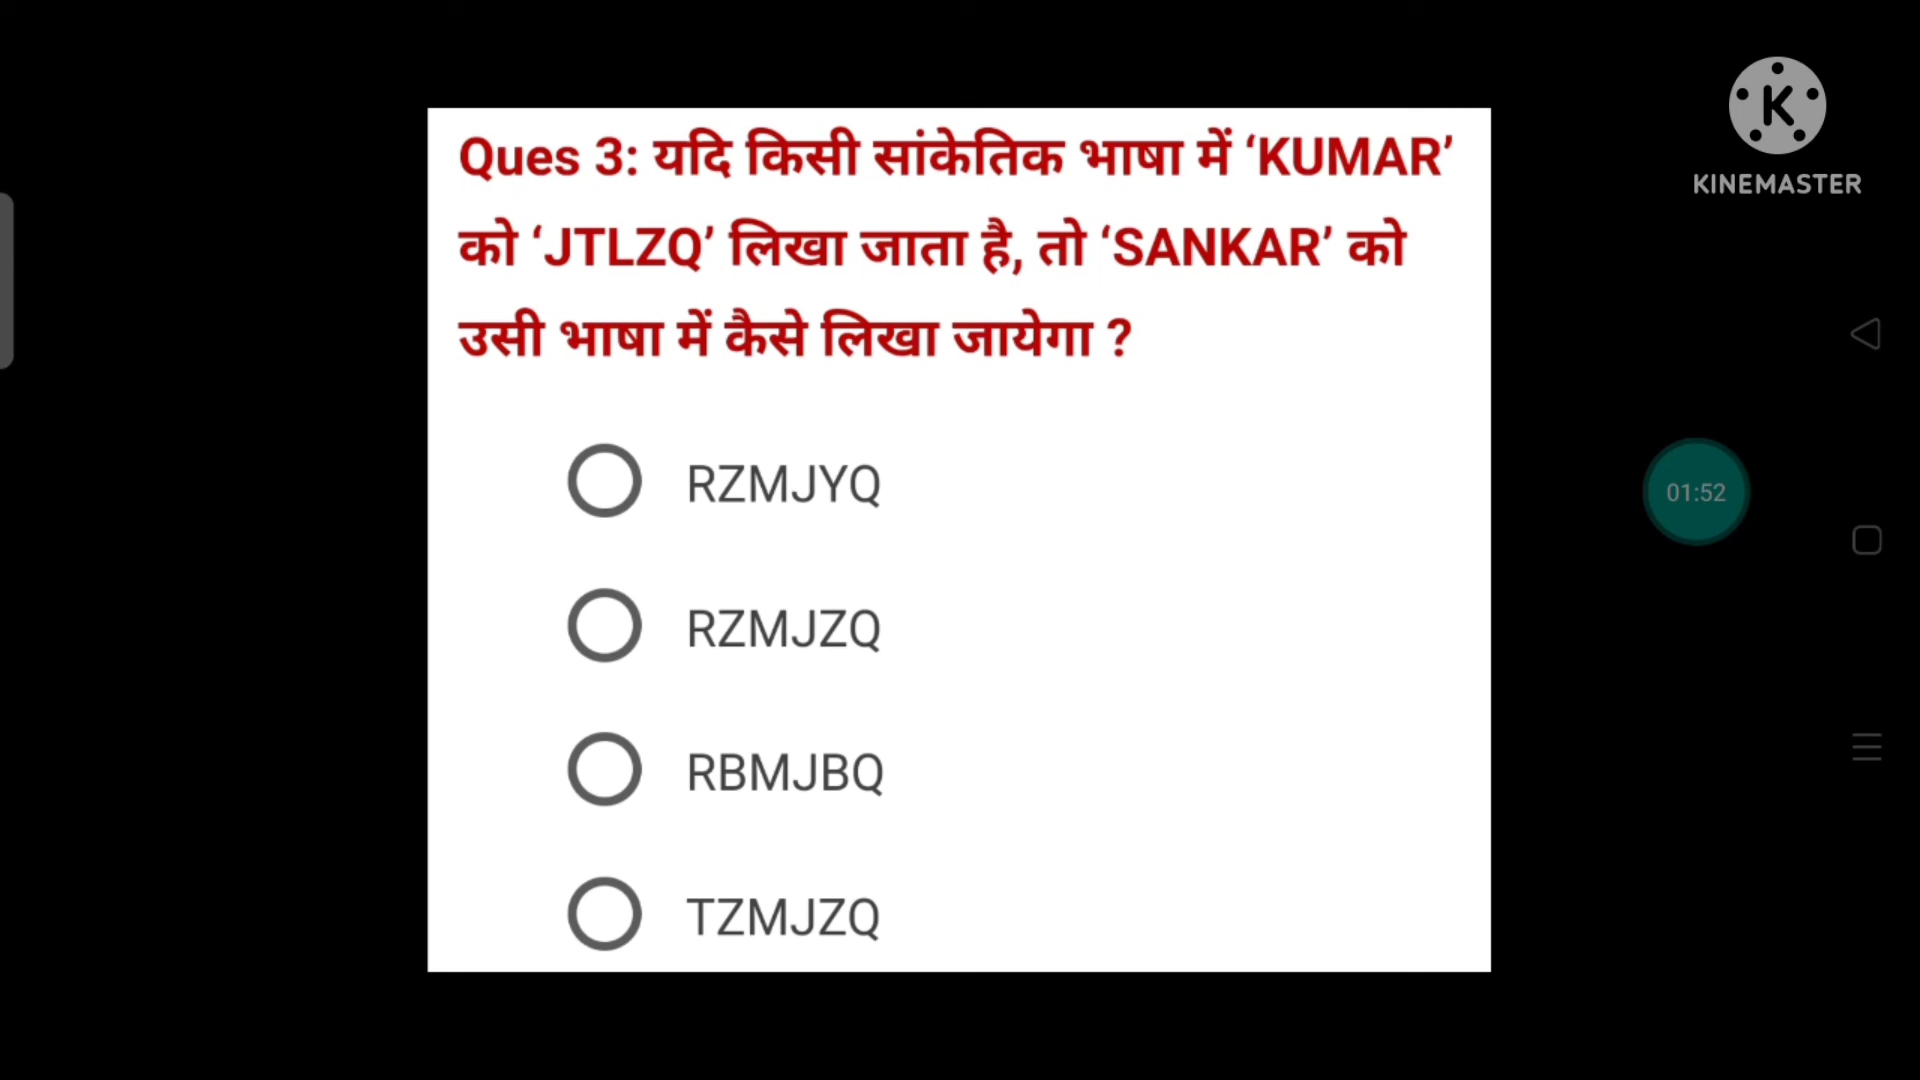 KINEMASTER
Ques 3: यदि किसी सांकेतिक भाषा में ‘KUMAR’
को ‘JTLZQ’ लिखा जाता है, तो ‘SANKAR’ को
उसी भाषा में कैसे लिखा जायेगा ?
RZMJYQ
01:52
RZMJZQ
RBMJBQ
TZMJZQ